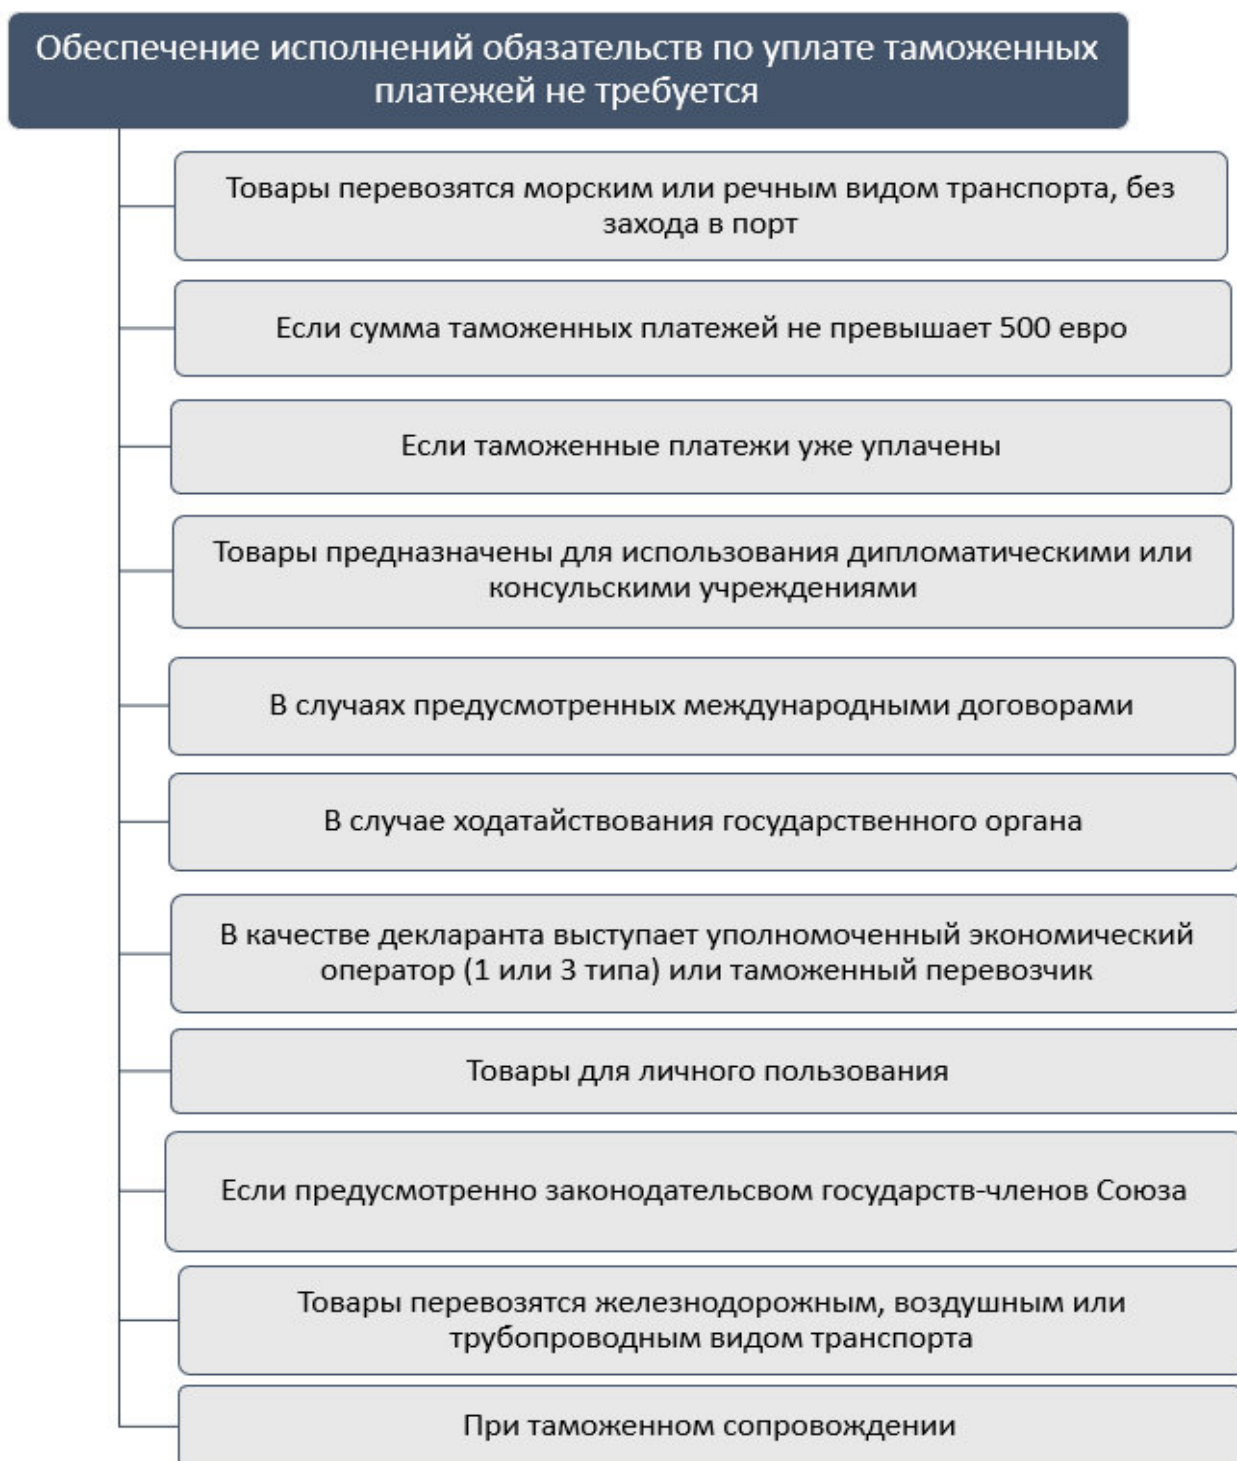 Обеспечение исполнений обязательств по уплате таможенных
платежей не требуется
Товары перевозятся морским или речным видом транспорта, без
захода в порт
Если сумма таможенных платежей не превышает 500 евро
Если таможенные платежи уже уплачены
Товары предназначены для использования дипломатическими или
консульскими учреждениями
В случаях предусмотренных международными договорами
В случае ходатайствования государственного органа
В качестве декларанта выступает уполномоченный экономический
оператор (1 или 3 типа) или таможенный перевозчик
Товары для личного пользования
Если предусмотренно законодательсвом государств-членов Союза
Товары перевозятся железнодорожным, воздушным или
трубопроводным видом транспорта
При таможенном сопровождении